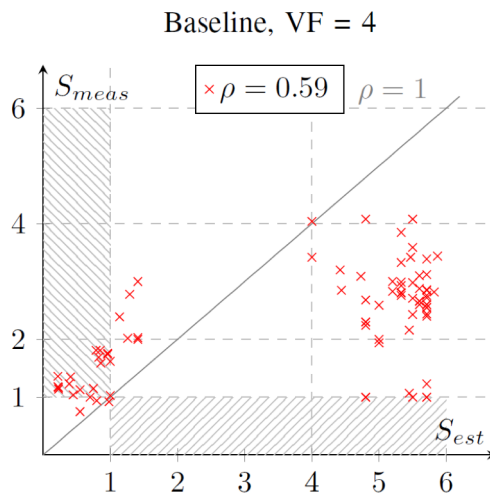 Baseline, VF = 4
S_meas
× ρ = 0.59 ρ = 1
6
4
2
1
S_est
1 2 3 4 5 6